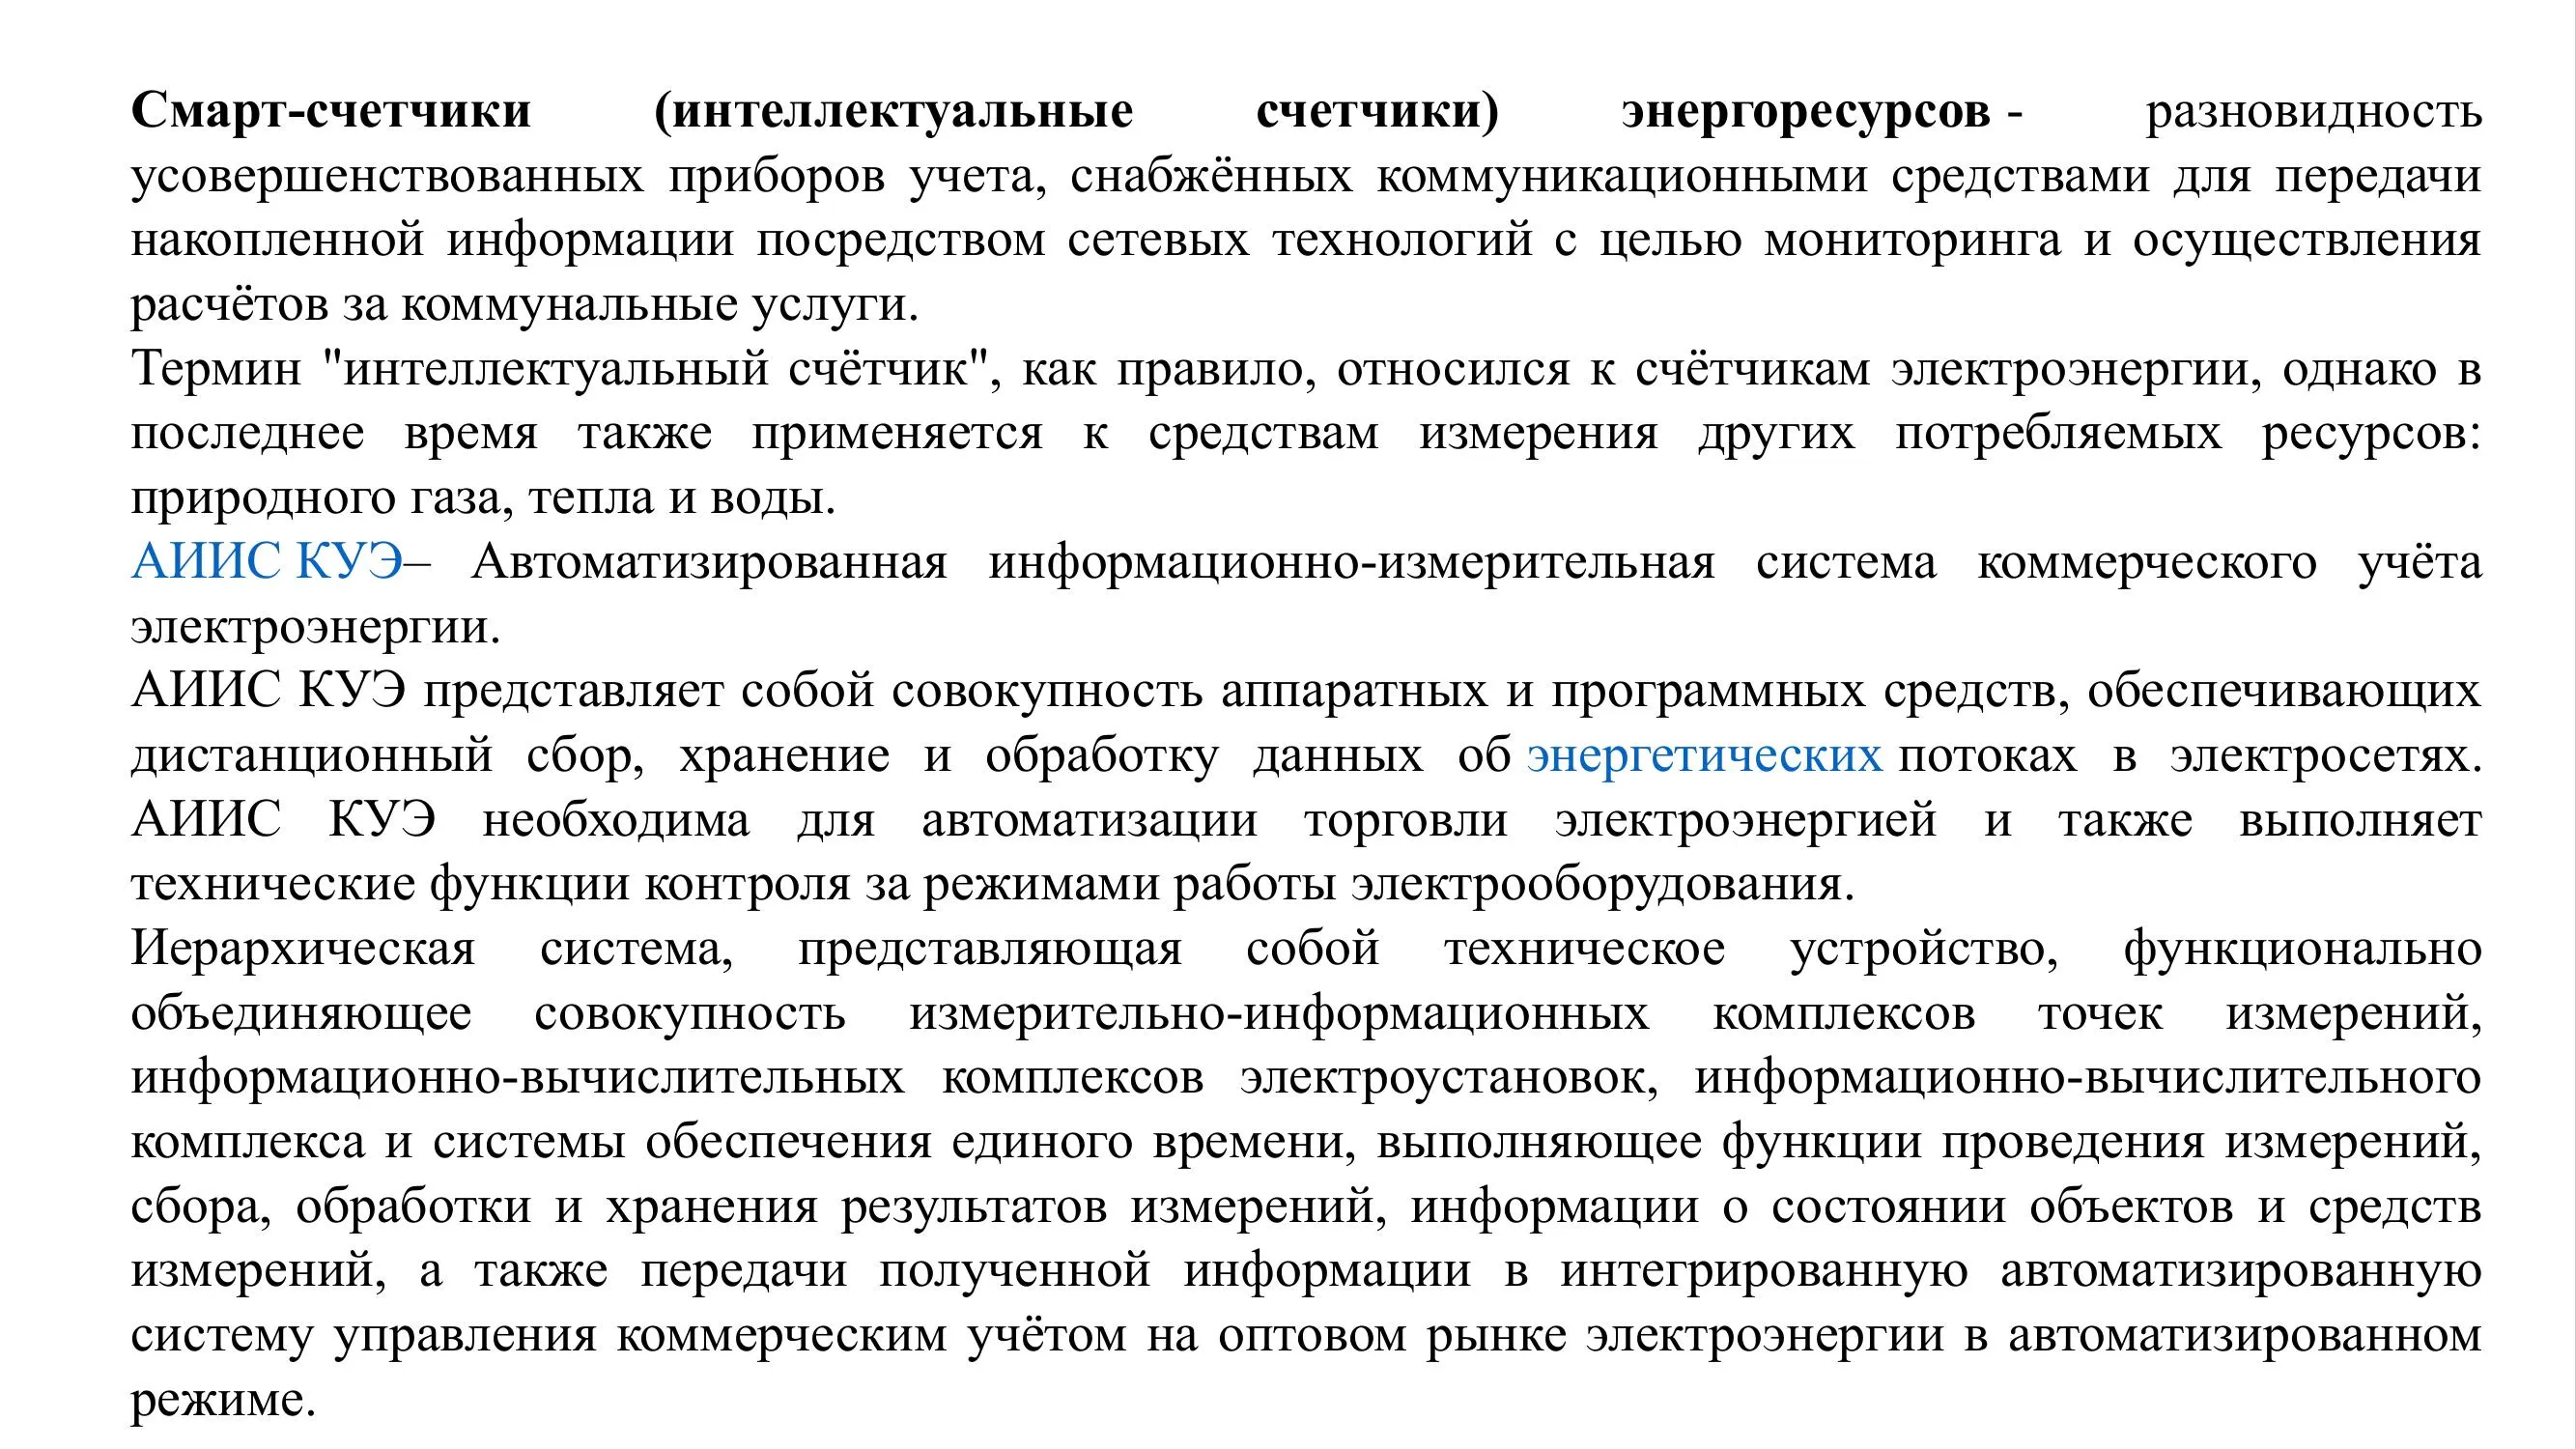 Смарт-счетчики (интеллектуальные счетчики) энергоресурсов - разновидность
усовершенствованных приборов учета, снабжённых коммуникационными средствами для передачи
накопленной информации посредством сетевых технологий с целью мониторинга и осуществления
расчётов за коммунальные услуги.
Термин "интеллектуальный счётчик", как правило, относился к счётчикам электроэнергии, однако в
последнее время также применяется к средствам измерения других потребляемых ресурсов:
природного газа, тепла и воды.
АИИС КУЭ– Автоматизированная информационно-измерительная система коммерческого учёта
электроэнергии.
АИИС КУЭ представляет собой совокупность аппаратных и программных средств, обеспечивающих
дистанционный сбор, хранение и обработку данных об энергетических потоках в электросетях.
АИИС КУЭ необходима для автоматизации торговли электроэнергией и также выполняет
технические функции контроля за режимами работы электрооборудования.
Иерархическая система, представляющая собой техническое устройство, функционально
объединяющее совокупность измерительно-информационных комплексов точек измерений,
информационно-вычислительных комплексов электроустановок, информационно-вычислительного
комплекса и системы обеспечения единого времени, выполняющее функции проведения измерений,
сбора, обработки и хранения результатов измерений, информации о состоянии объектов и средств
измерений, а также передачи полученной информации в интегрированную автоматизированную
систему управления коммерческим учётом на оптовом рынке электроэнергии в автоматизированном
режиме.